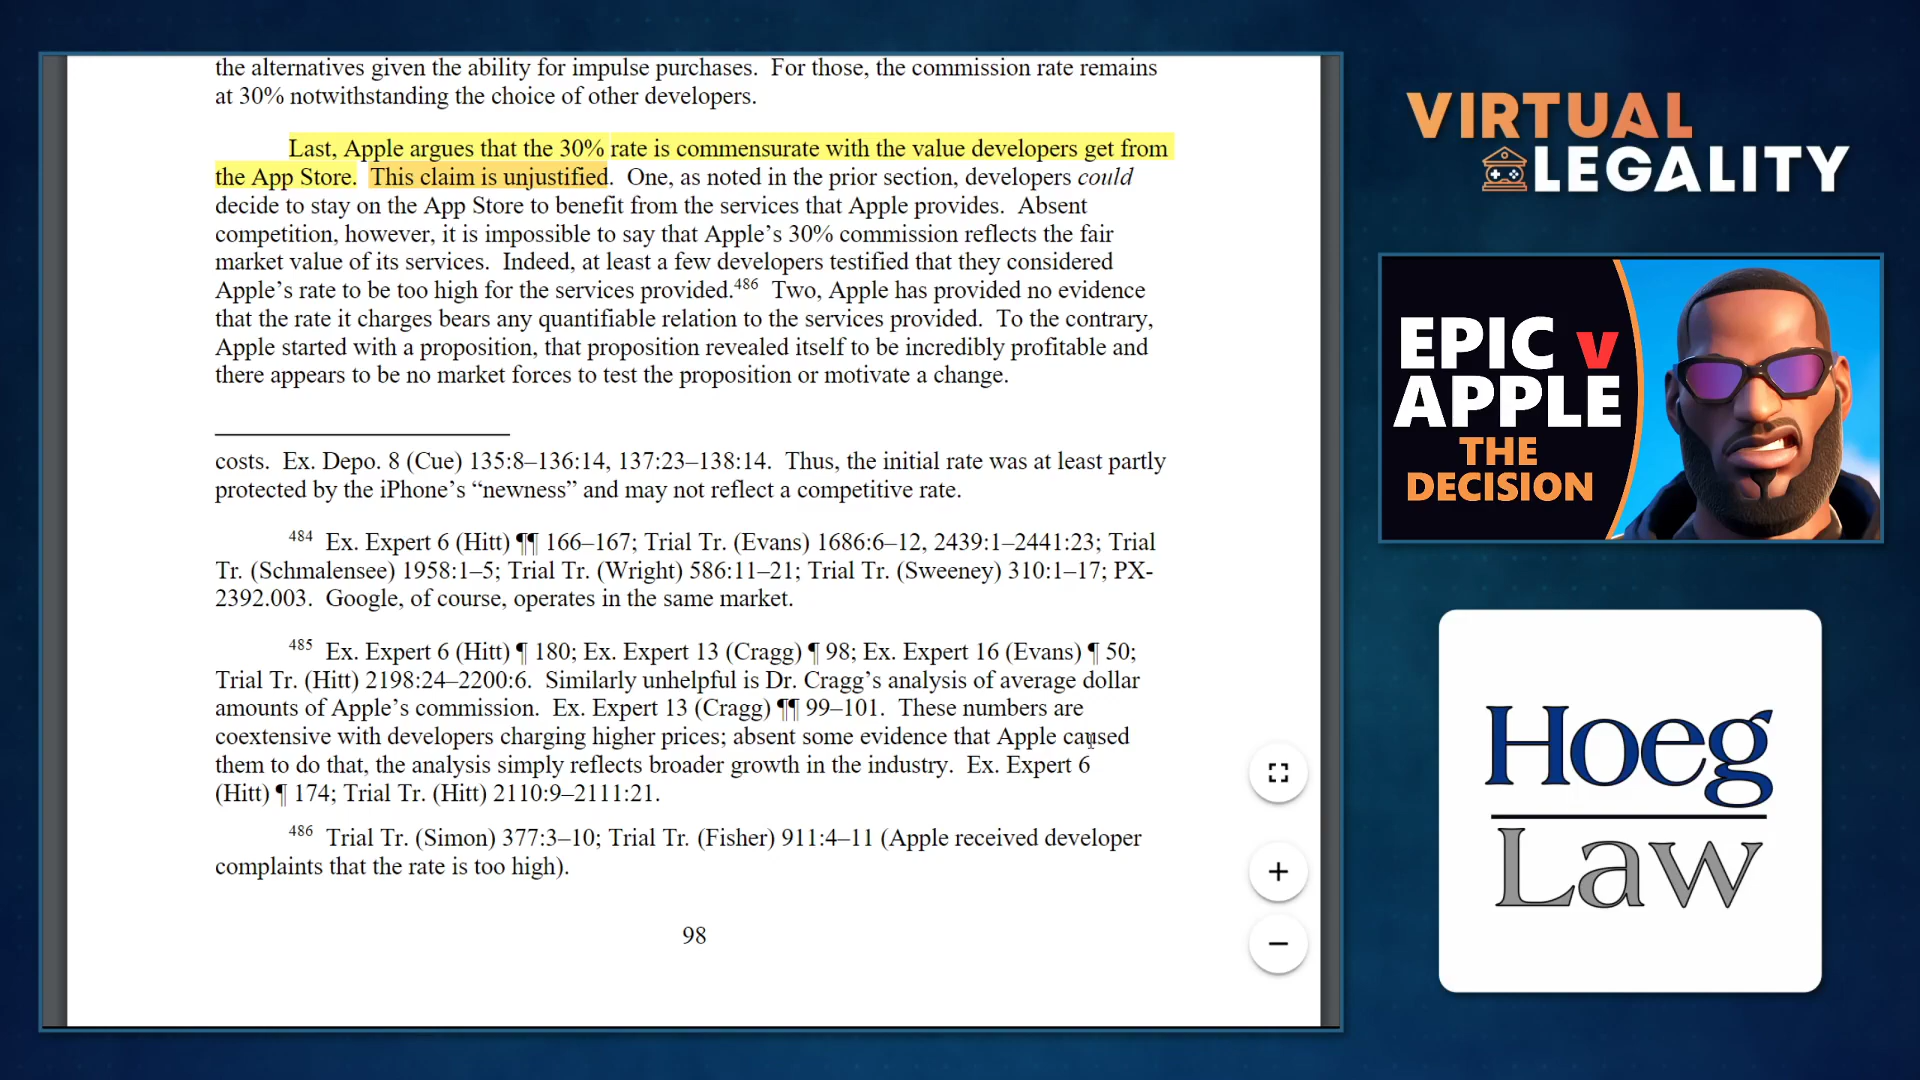 the alternatives given the ability for impulse purchases.  For those, the commission rate remains
at 30% notwithstanding the choice of other developers.
Last, Apple argues that the 30% rate is commensurate with the value developers get from
the App Store.  This claim is unjustified.  One, as noted in the prior section, developers could
decide to stay on the App Store to benefit from the services that Apple provides.  Absent
competition, however, it is impossible to say that Apple’s 30% commission reflects the fair
market value of its services.  Indeed, at least a few developers testified that they considered
Apple’s rate to be too high for the services provided.486  Two, Apple has provided no evidence
that the rate it charges bears any quantifiable relation to the services provided.  To the contrary,
Apple started with a proposition, that proposition revealed itself to be incredibly profitable and
there appears to be no market forces to test the proposition or motivate a change.
costs.  Ex. Depo. 8 (Cue) 135:8–136:14, 137:23–138:14.  Thus, the initial rate was at least partly
protected by the iPhone’s “newness” and may not reflect a competitive rate.
484  Ex. Expert 6 (Hitt) ¶¶ 166–167; Trial Tr. (Evans) 1686:6–12, 2439:1–2441:23; Trial
Tr. (Schmalensee) 1958:1–5; Trial Tr. (Wright) 586:11–21; Trial Tr. (Sweeney) 310:1–17; PX-
2392.003.  Google, of course, operates in the same market.
485  Ex. Expert 6 (Hitt) ¶ 180; Ex. Expert 13 (Cragg) ¶ 98; Ex. Expert 16 (Evans) ¶ 50;
Trial Tr. (Hitt) 2198:24–2200:6.  Similarly unhelpful is Dr. Cragg’s analysis of average dollar
amounts of Apple’s commission.  Ex. Expert 13 (Cragg) ¶¶ 99–101.  These numbers are
coextensive with developers charging higher prices; absent some evidence that Apple caused
them to do that, the analysis simply reflects broader growth in the industry.  Ex. Expert 6
(Hitt) ¶ 174; Trial Tr. (Hitt) 2110:9–2111:21.
486  Trial Tr. (Simon) 377:3–10; Trial Tr. (Fisher) 911:4–11 (Apple received developer
complaints that the rate is too high).
98
VIRTUAL
LEGALITY
EPIC v
APPLE
THE
DECISION
Hoeg
Law